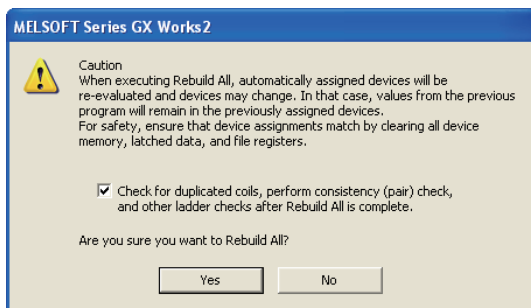 MELSOFT Series GX Works2
Caution
When executing Rebuild All, automatically assigned devices will be
re-evaluated and devices may change. In that case, values from the previous
program will remain in the previously assigned devices.
For safety, ensure that device assignments match by clearing all device
memory, latched data, and file registers.
Check for duplicated coils, perform consistency (pair) check,
and other ladder checks after Rebuild All is complete.
Are you sure you want to Rebuild All?
Yes
No